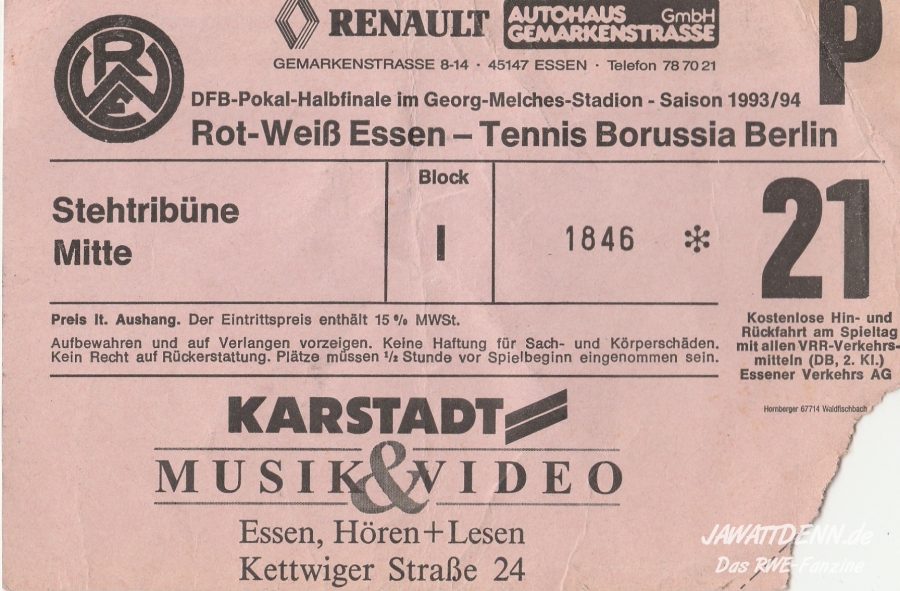 RWE
RENAULT
AUTOHAUS GmbH
GEMARKENSTRASSE
P
GEMARKENSTRASSE 8-14 · 45147 ESSEN · Telefon 78 70 21
DFB-Pokal-Halbfinale im Georg-Melches-Stadion - Saison 1993/94
Rot-Weiß Essen – Tennis Borussia Berlin
Stehtribüne
Mitte
Block
I
1846 *
21
Kostenlose Hin- und
Rückfahrt am Spieltag
mit allen VRR-Verkehrs-
mitteln (DB, 2. Kl.)
Essener Verkehrs AG
Preis lt. Aushang. Der Eintrittspreis enthält 15 % MWSt.
Aufbewahren und auf Verlangen vorzeigen. Keine Haftung für Sach- und Körperschäden.
Kein Recht auf Rückerstattung. Plätze müssen ½ Stunde vor Spielbeginn eingenommen sein.
Homberger 67714 Waldfischbach
KARSTADT
MUSIK & VIDEO
Essen, Hören+Lesen
Kettwiger Straße 24
JAWATTDENN.de
Das RWE-Fanzine